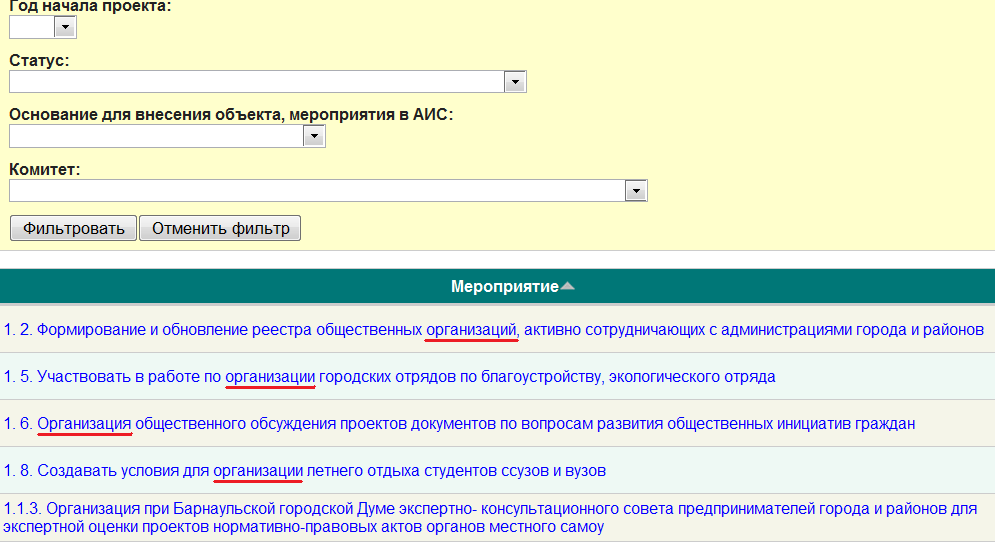 Год начала проекта:
Статус:
Основание для внесения объекта, мероприятия в АИС:
Комитет:
Фильтровать Отменить фильтр
Мероприятие
1. 2. Формирование и обновление реестра общественных организаций, активно сотрудничающих с администрациями города и районов
1. 5. Участвовать в работе по организации городских отрядов по благоустройству, экологического отряда
1. 6. Организация общественного обсуждения проектов документов по вопросам развития общественных инициатив граждан
1. 8. Создавать условия для организации летнего отдыха студентов ссузов и вузов
1.1.3. Организация при Барнаульской городской Думе экспертно- консультационного совета предпринимателей города и районов для
экспертной оценки проектов нормативно-правовых актов органов местного самоу